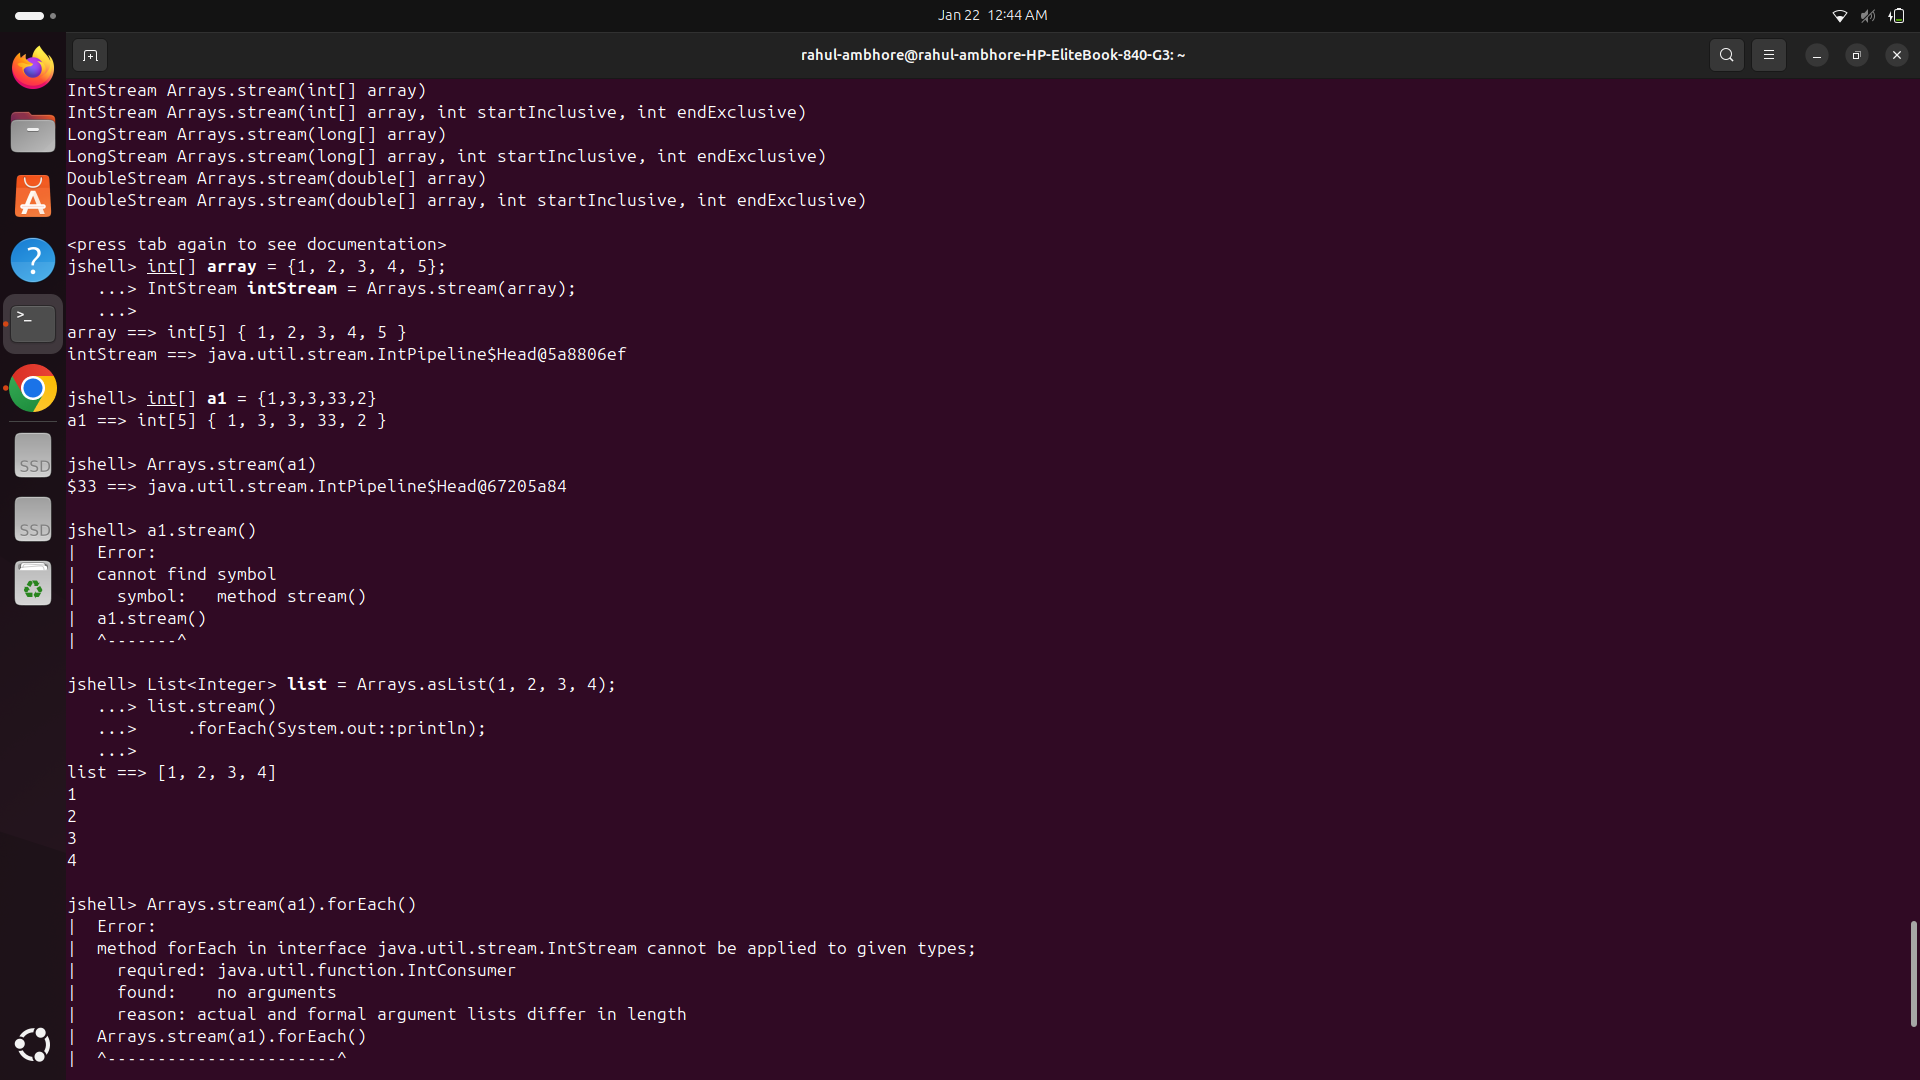 Jan 22 12:44 AM
rahul-ambhore@rahul-ambhore-HP-EliteBook-840-G3: ~
IntStream Arrays.stream(int[] array)
IntStream Arrays.stream(int[] array, int startInclusive, int endExclusive)
LongStream Arrays.stream(long[] array)
LongStream Arrays.stream(long[] array, int startInclusive, int endExclusive)
DoubleStream Arrays.stream(double[] array)
DoubleStream Arrays.stream(double[] array, int startInclusive, int endExclusive)
<press tab again to see documentation>
jshell> int[] array = {1, 2, 3, 4, 5};
   ...> IntStream intStream = Arrays.stream(array);
   ...>
array ==> int[5] { 1, 2, 3, 4, 5 }
intStream ==> java.util.stream.IntPipeline$Head@5a8806ef
jshell> int[] a1 = {1,3,3,33,2}
a1 ==> int[5] { 1, 3, 3, 33, 2 }
jshell> Arrays.stream(a1)
$33 ==> java.util.stream.IntPipeline$Head@67205a84
jshell> a1.stream()
|  Error:
|  cannot find symbol
|    symbol:   method stream()
|  a1.stream()
|  ^-------^
jshell> List<Integer> list = Arrays.asList(1, 2, 3, 4);
   ...> list.stream()
   ...>     .forEach(System.out::println);
   ...>
list ==> [1, 2, 3, 4]
1
2
3
4
jshell> Arrays.stream(a1).forEach()
|  Error:
|  method forEach in interface java.util.stream.IntStream cannot be applied to given types;
|    required: java.util.function.IntConsumer
|    found:    no arguments
|    reason: actual and formal argument lists differ in length
|  Arrays.stream(a1).forEach()
|  ^-----------------------^
>_
SSD
SSD